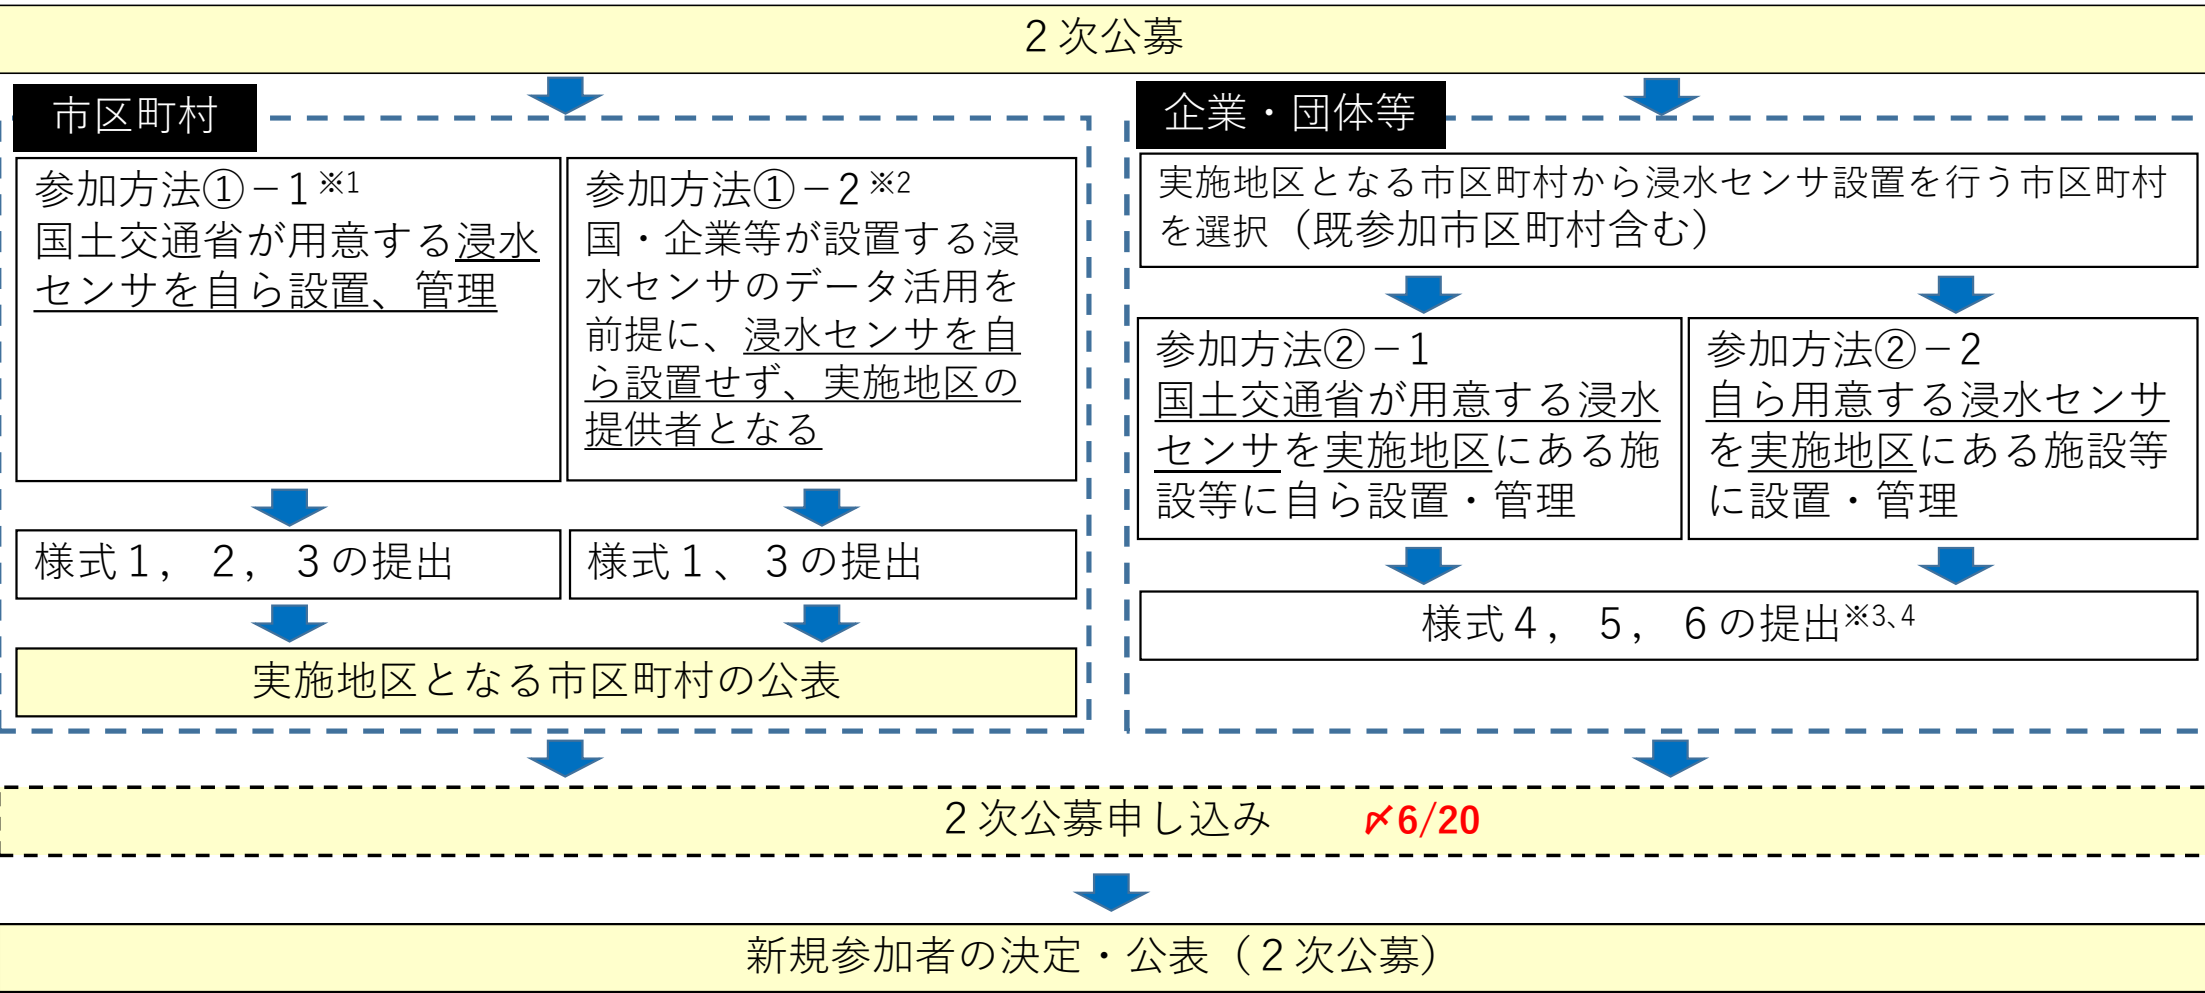 ２次公募
市区町村
参加方法①－１※1
国土交通省が用意する浸水
センサを自ら設置、管理
参加方法①－２※2
国・企業等が設置する浸
水センサのデータ活用を
前提に、浸水センサを自
ら設置せず、実施地区の
提供者となる
様式１，２，３の提出
様式１、３の提出
実施地区となる市区町村の公表
企業・団体等
実施地区となる市区町村から浸水センサ設置を行う市区町村
を選択（既参加市区町村含む）
参加方法②－１
国土交通省が用意する浸水
センサを実施地区にある施
設等に自ら設置・管理
参加方法②－２
自ら用意する浸水センサ
を実施地区にある施設等
に設置・管理
様式４，５，６の提出※3、4
２次公募申し込み　〆6/20
新規参加者の決定・公表（２次公募）